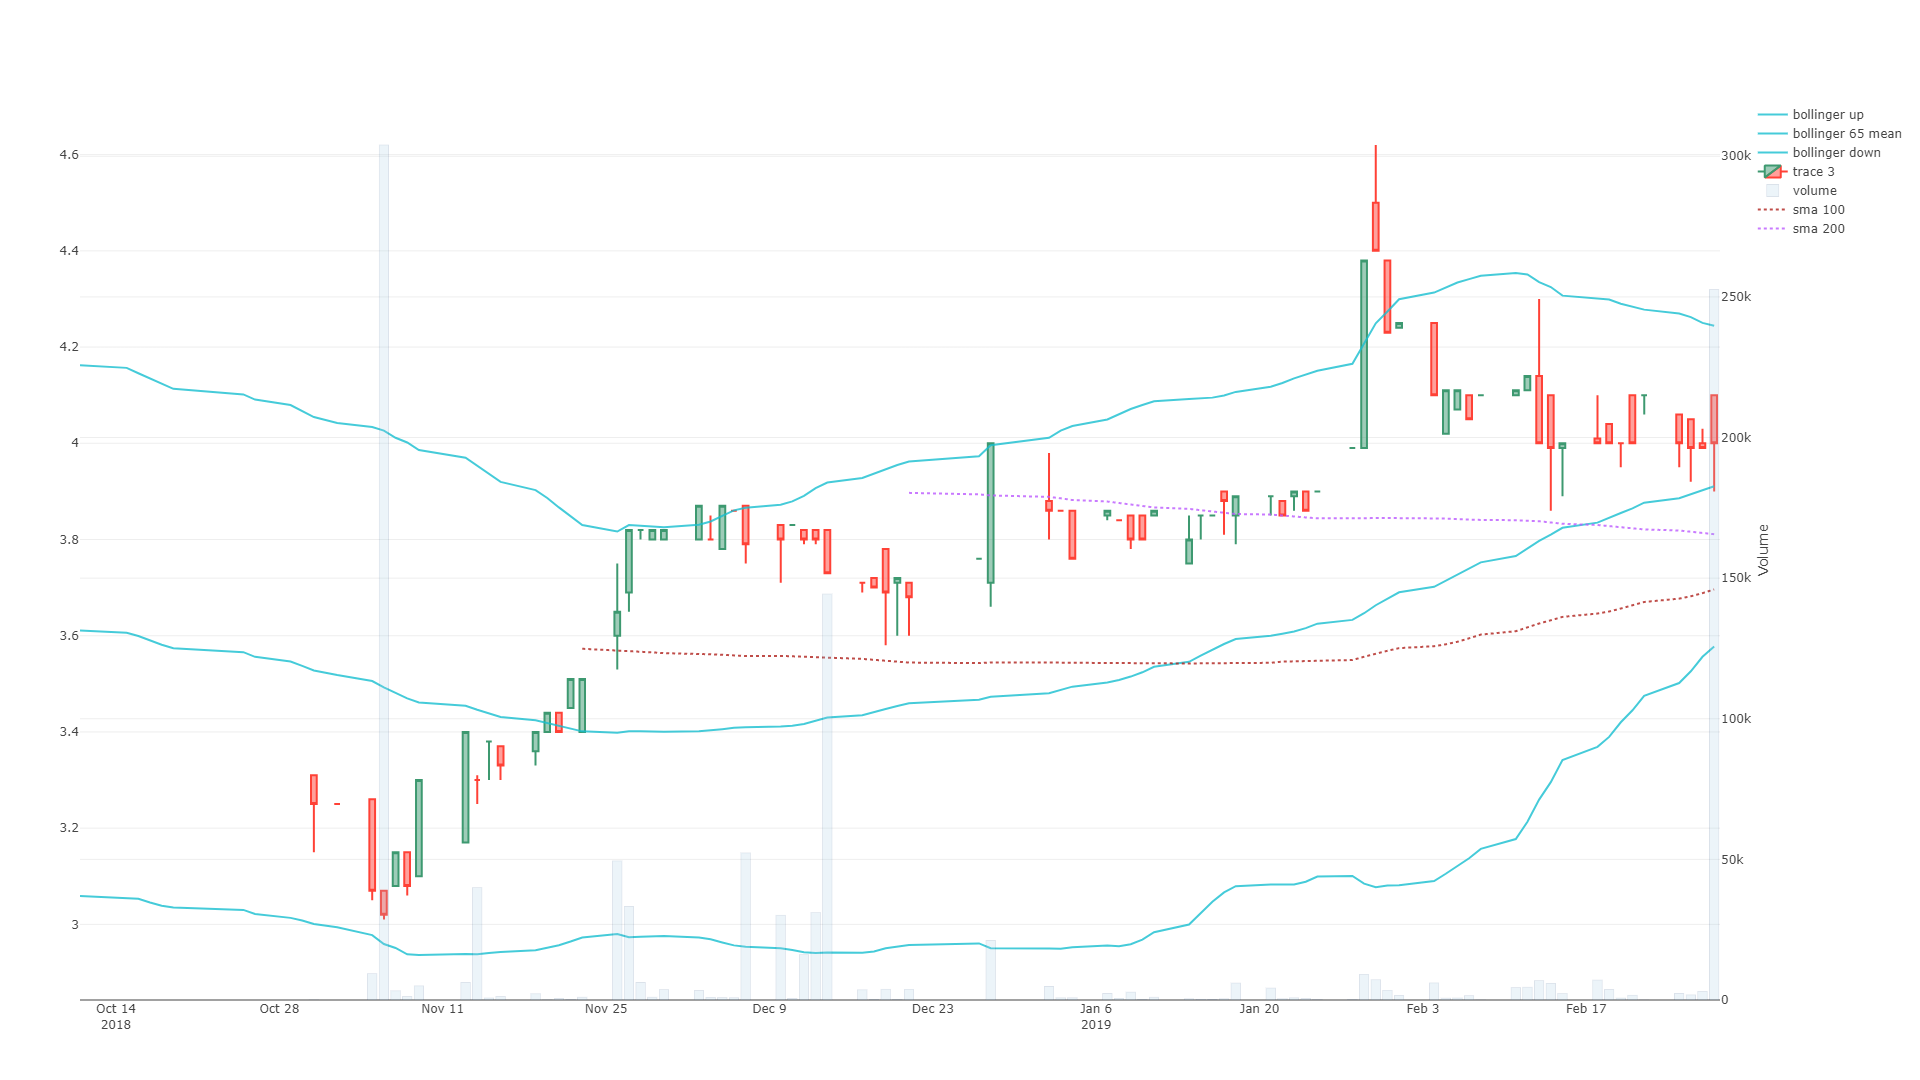 bollinger up
bollinger 65 mean
bollinger down
trace 3
volume
sma 100
sma 200
4.6
4.4
4.2
4
3.8
3.6
3.4
3.2
3
300k
250k
200k
150k
100k
50k
0
Volume
Oct 14
2018
Oct 28
Nov 11
Nov 25
Dec 9
Dec 23
Jan 6
2019
Jan 20
Feb 3
Feb 17